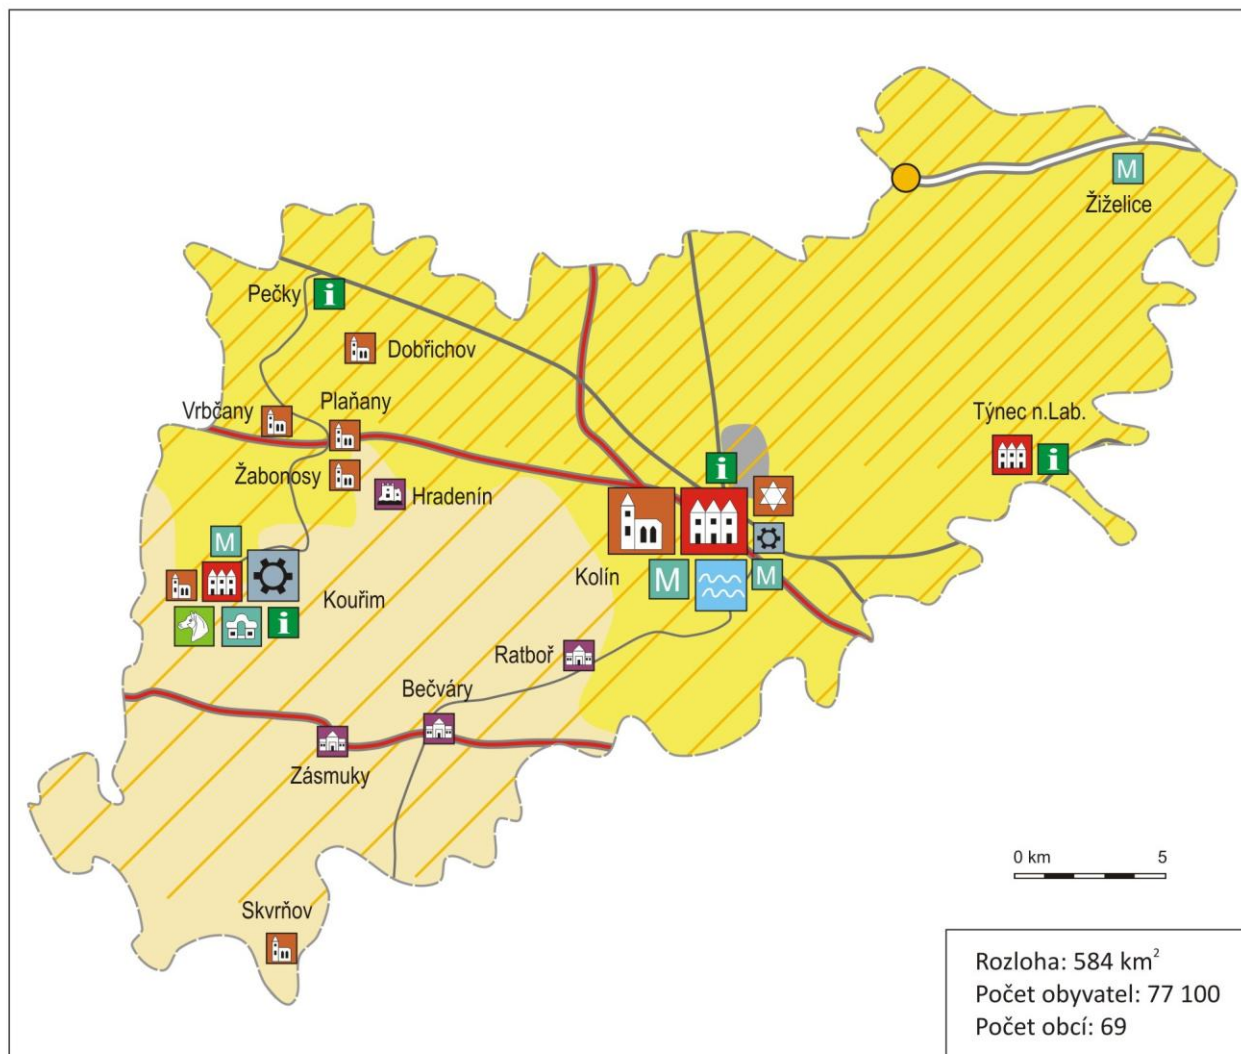 M
Žiželice
Pečky
i
Dobřichov
Vrbčany
Plaňany
Týnec n.Lab.
i
Žabonosy
Hradenín
i
M
Kolín
M
M
Kouřim
i
Ratboř
Bečváry
Zásmuky
0 km 5
Skvrňov
Rozloha: 584 km²
Počet obyvatel: 77 100
Počet obcí: 69